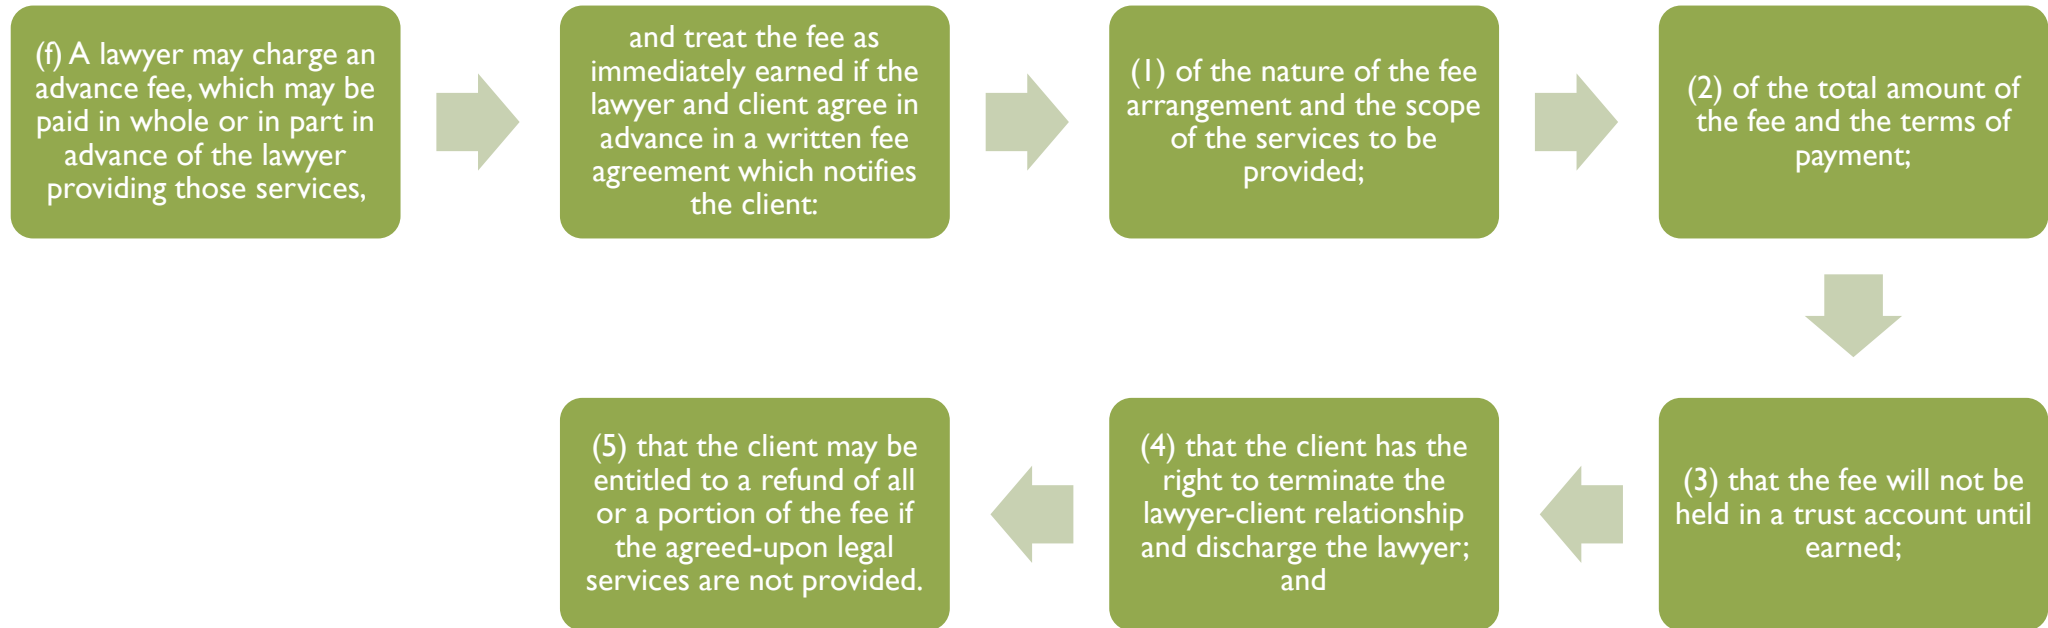 (f) A lawyer may charge an
advance fee, which may be
paid in whole or in part in
advance of the lawyer
providing those services,
and treat the fee as
immediately earned if the
lawyer and client agree in
advance in a written fee
agreement which notifies
the client:
(1) of the nature of the fee
arrangement and the scope
of the services to be
provided;
(2) of the total amount of
the fee and the terms of
payment;
(3) that the fee will not be
held in a trust account until
earned;
(4) that the client has the
right to terminate the
lawyer-client relationship
and discharge the lawyer;
and
(5) that the client may be
entitled to a refund of all
or a portion of the fee if
the agreed-upon legal
services are not provided.